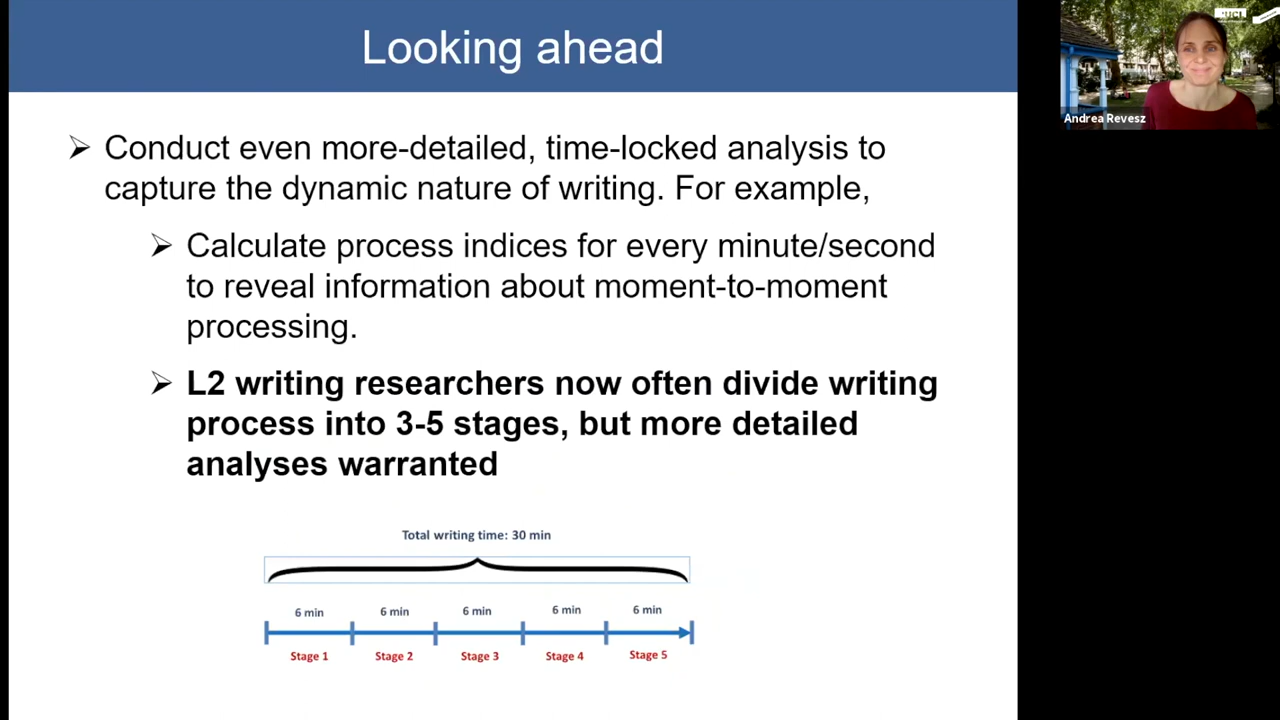 Looking ahead
UCL
Andrea Revesz
➢ Conduct even more-detailed, time-locked analysis to
capture the dynamic nature of writing. For example,
➢ Calculate process indices for every minute/second
to reveal information about moment-to-moment
processing.
➢ L2 writing researchers now often divide writing
process into 3-5 stages, but more detailed
analyses warranted
Total writing time: 30 min
6 min 6 min 6 min 6 min 6 min
Stage 1 Stage 2 Stage 3 Stage 4 Stage 5